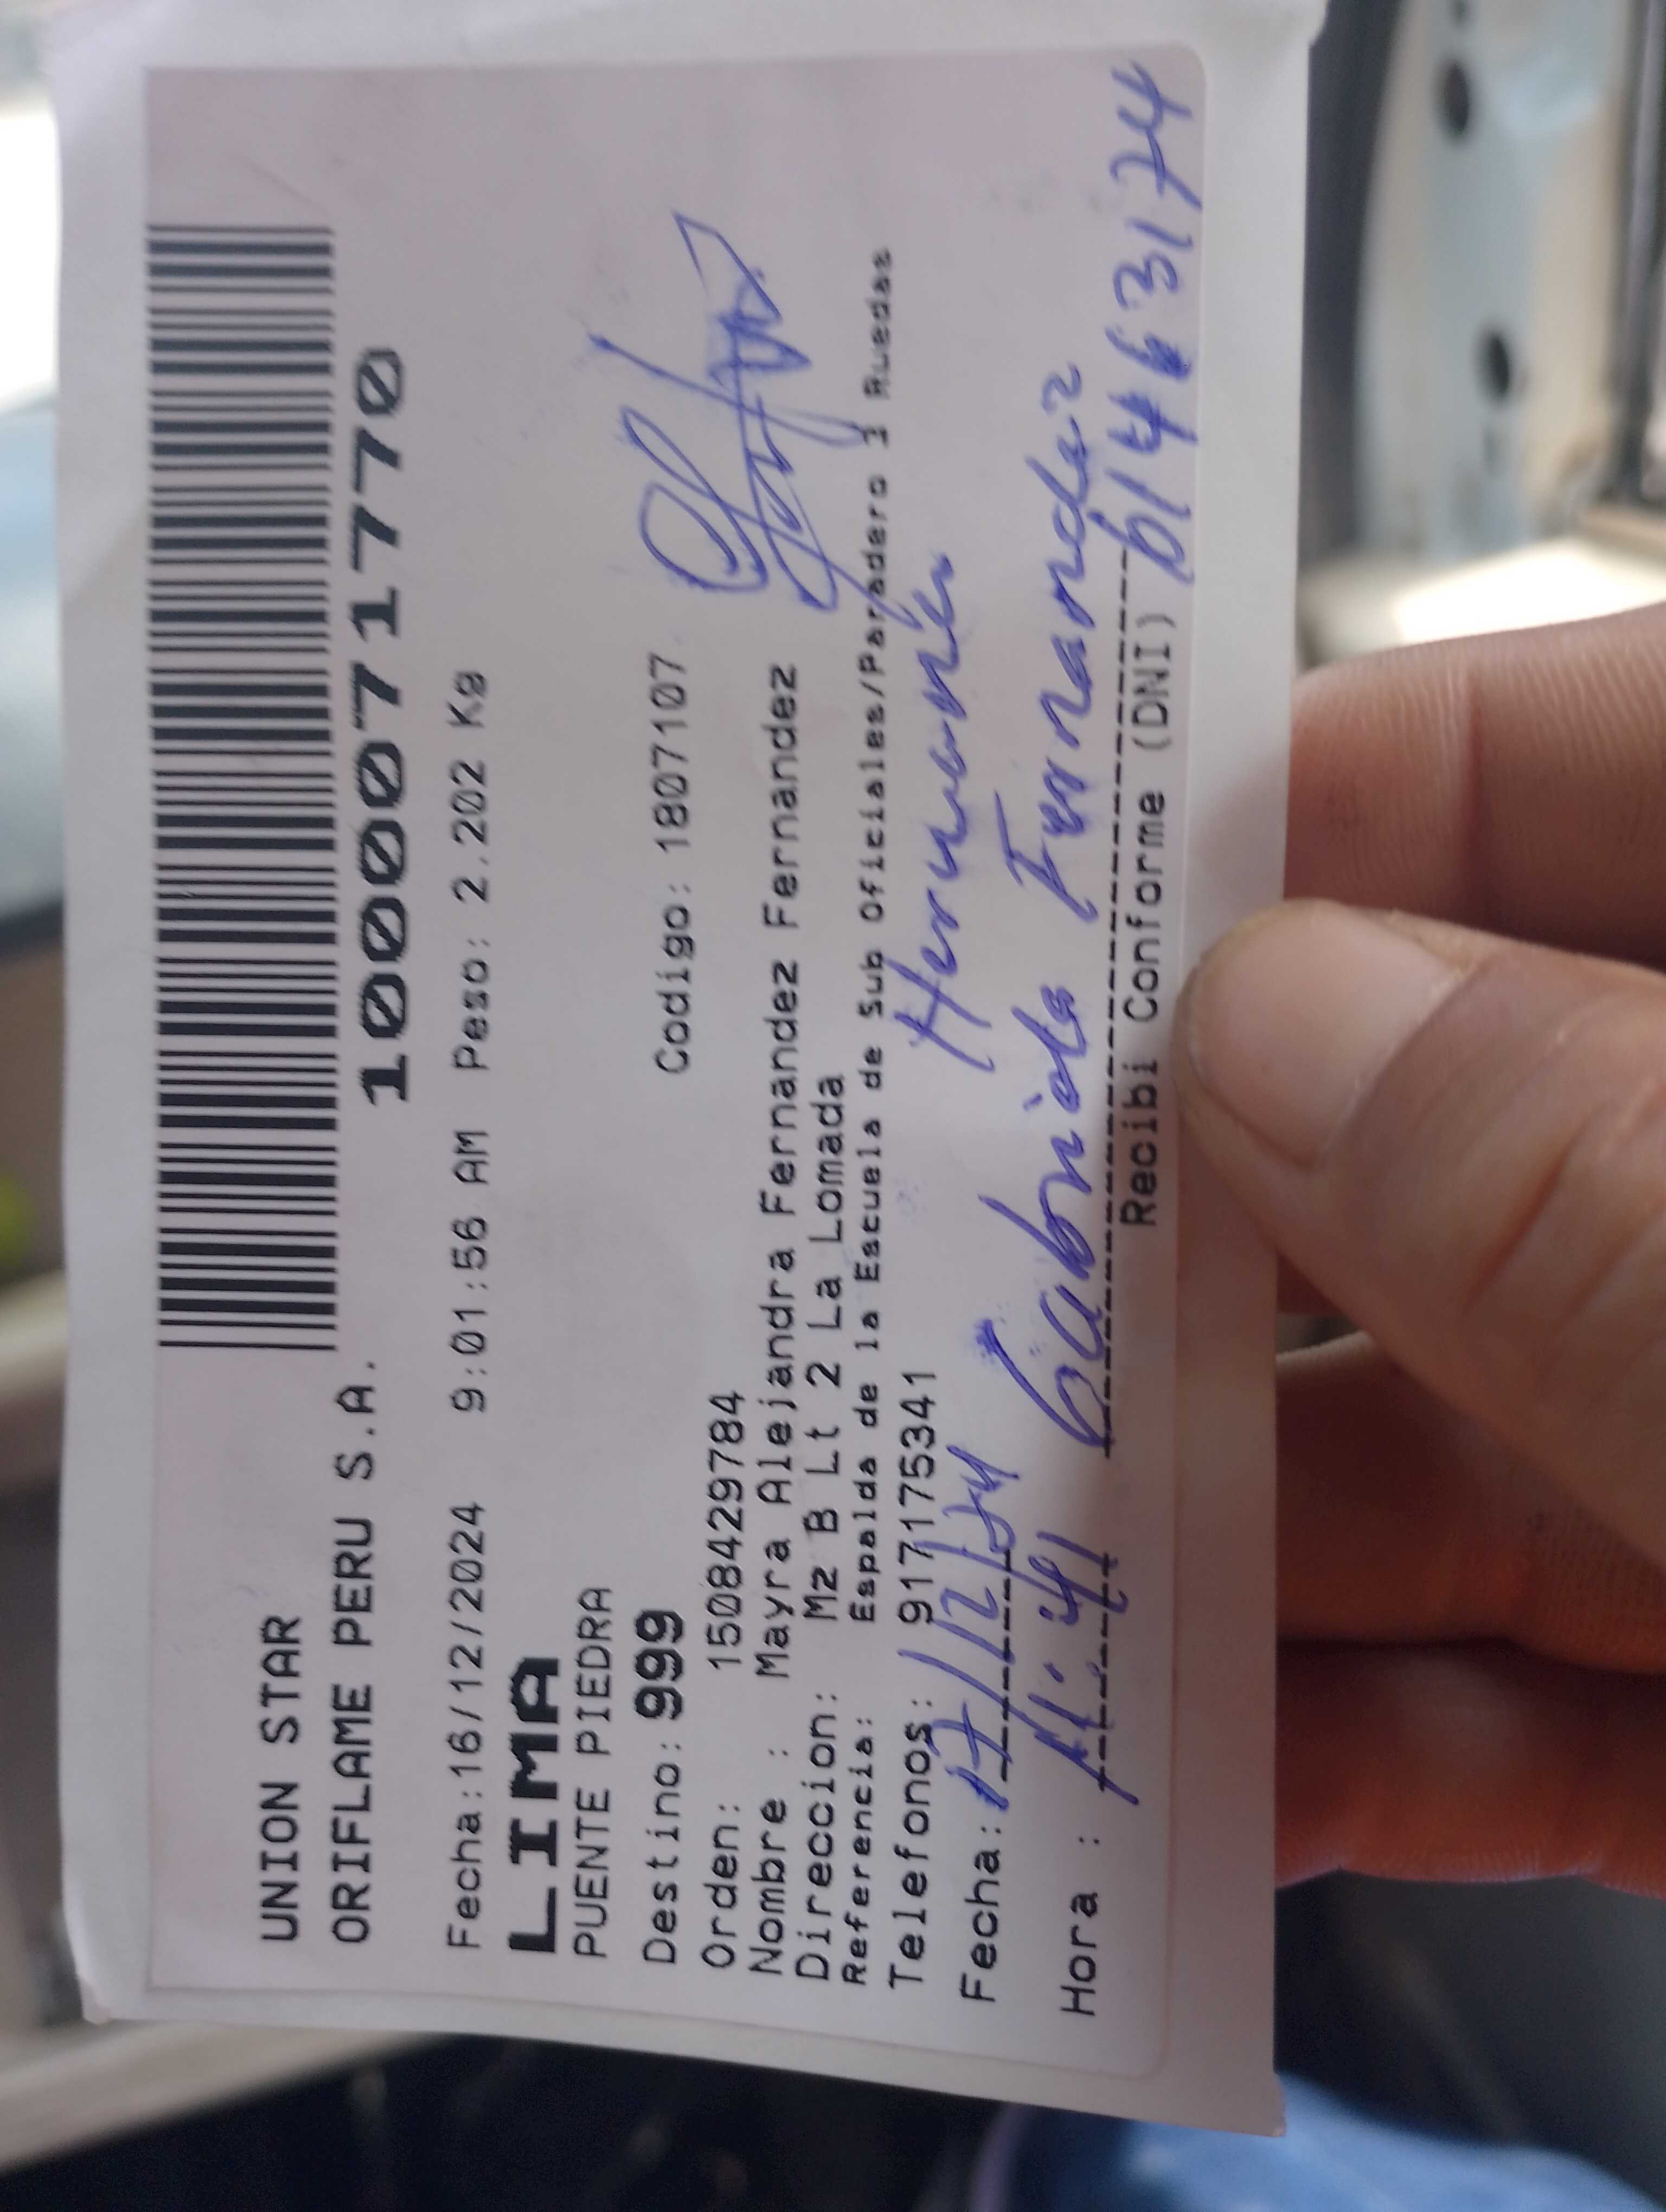 UNION STAR
ORIFLAME PERU S.A.
1000071770
Fecha:16/12/2024 9:01:56 AM Peso: 2.202 Kg
LIMA
PUENTE PIEDRA
Destino: 999 Codigo: 1807107
Orden: 1508429784
Nombre : Mayra Alejandra Fernandez Fernandez
Direccion: Mz B Lt 2 La Lomada
Referencia: Espalda de la Escuela de Sub Oficiales/Paradero 3 Ruedas
Telefonos: 917175341
Fecha: 17/12/24
Fernandez
Hora : 11:41
Recibi Conforme (DNI) 61463174